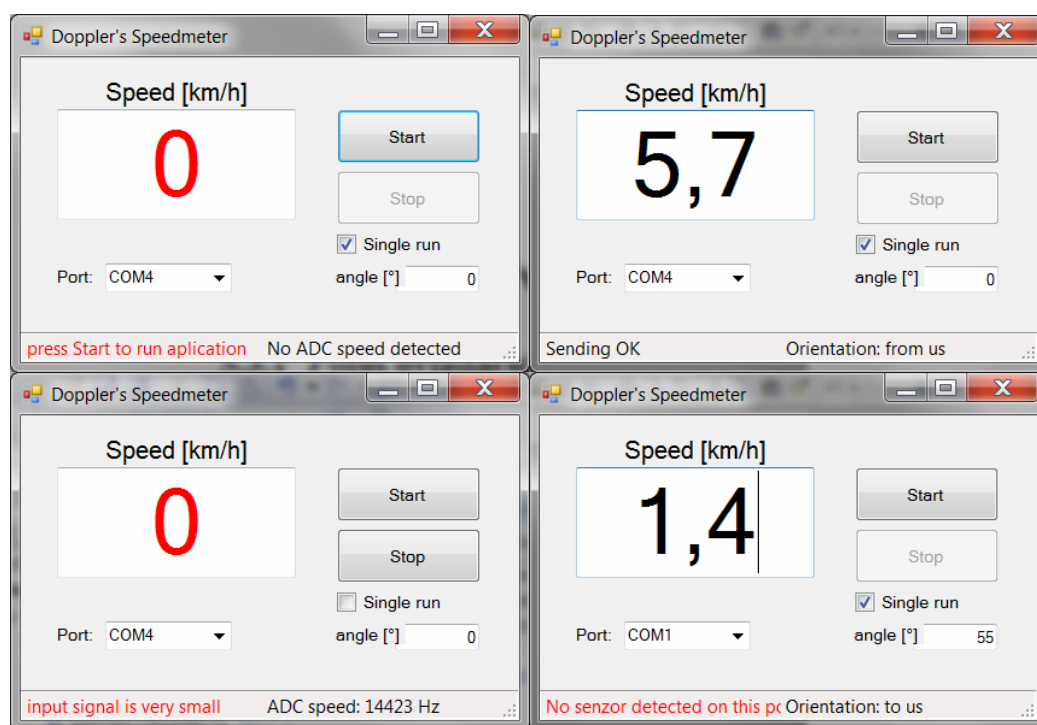 Doppler's Speedmeter
Speed [km/h]
0
Start
Stop
Single run
Port: COM4
angle [°] 0
press Start to run aplication No ADC speed detected
Doppler's Speedmeter
Speed [km/h]
5,7
Start
Stop
Single run
Port: COM4
angle [°] 0
Sending OK Orientation: from us
Doppler's Speedmeter
Speed [km/h]
0
Start
Stop
Single run
Port: COM4
angle [°] 0
input signal is very small ADC speed: 14423 Hz
Doppler's Speedmeter
Speed [km/h]
1,4
Start
Stop
Single run
Port: COM1
angle [°] 55
No senzor detected on this po Orientation: to us